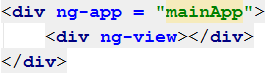 <div ng-app = "mainApp">
    <div ng-view></div>
</div>